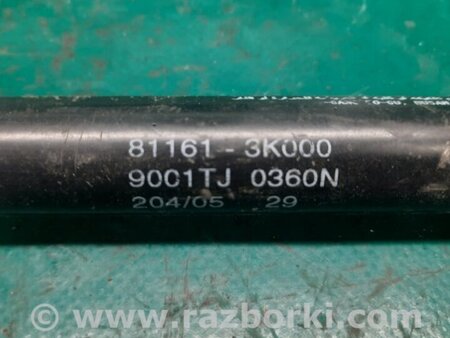 81161 - 3K000
9001TJ 0360N
204/05 29
www.razborki.com